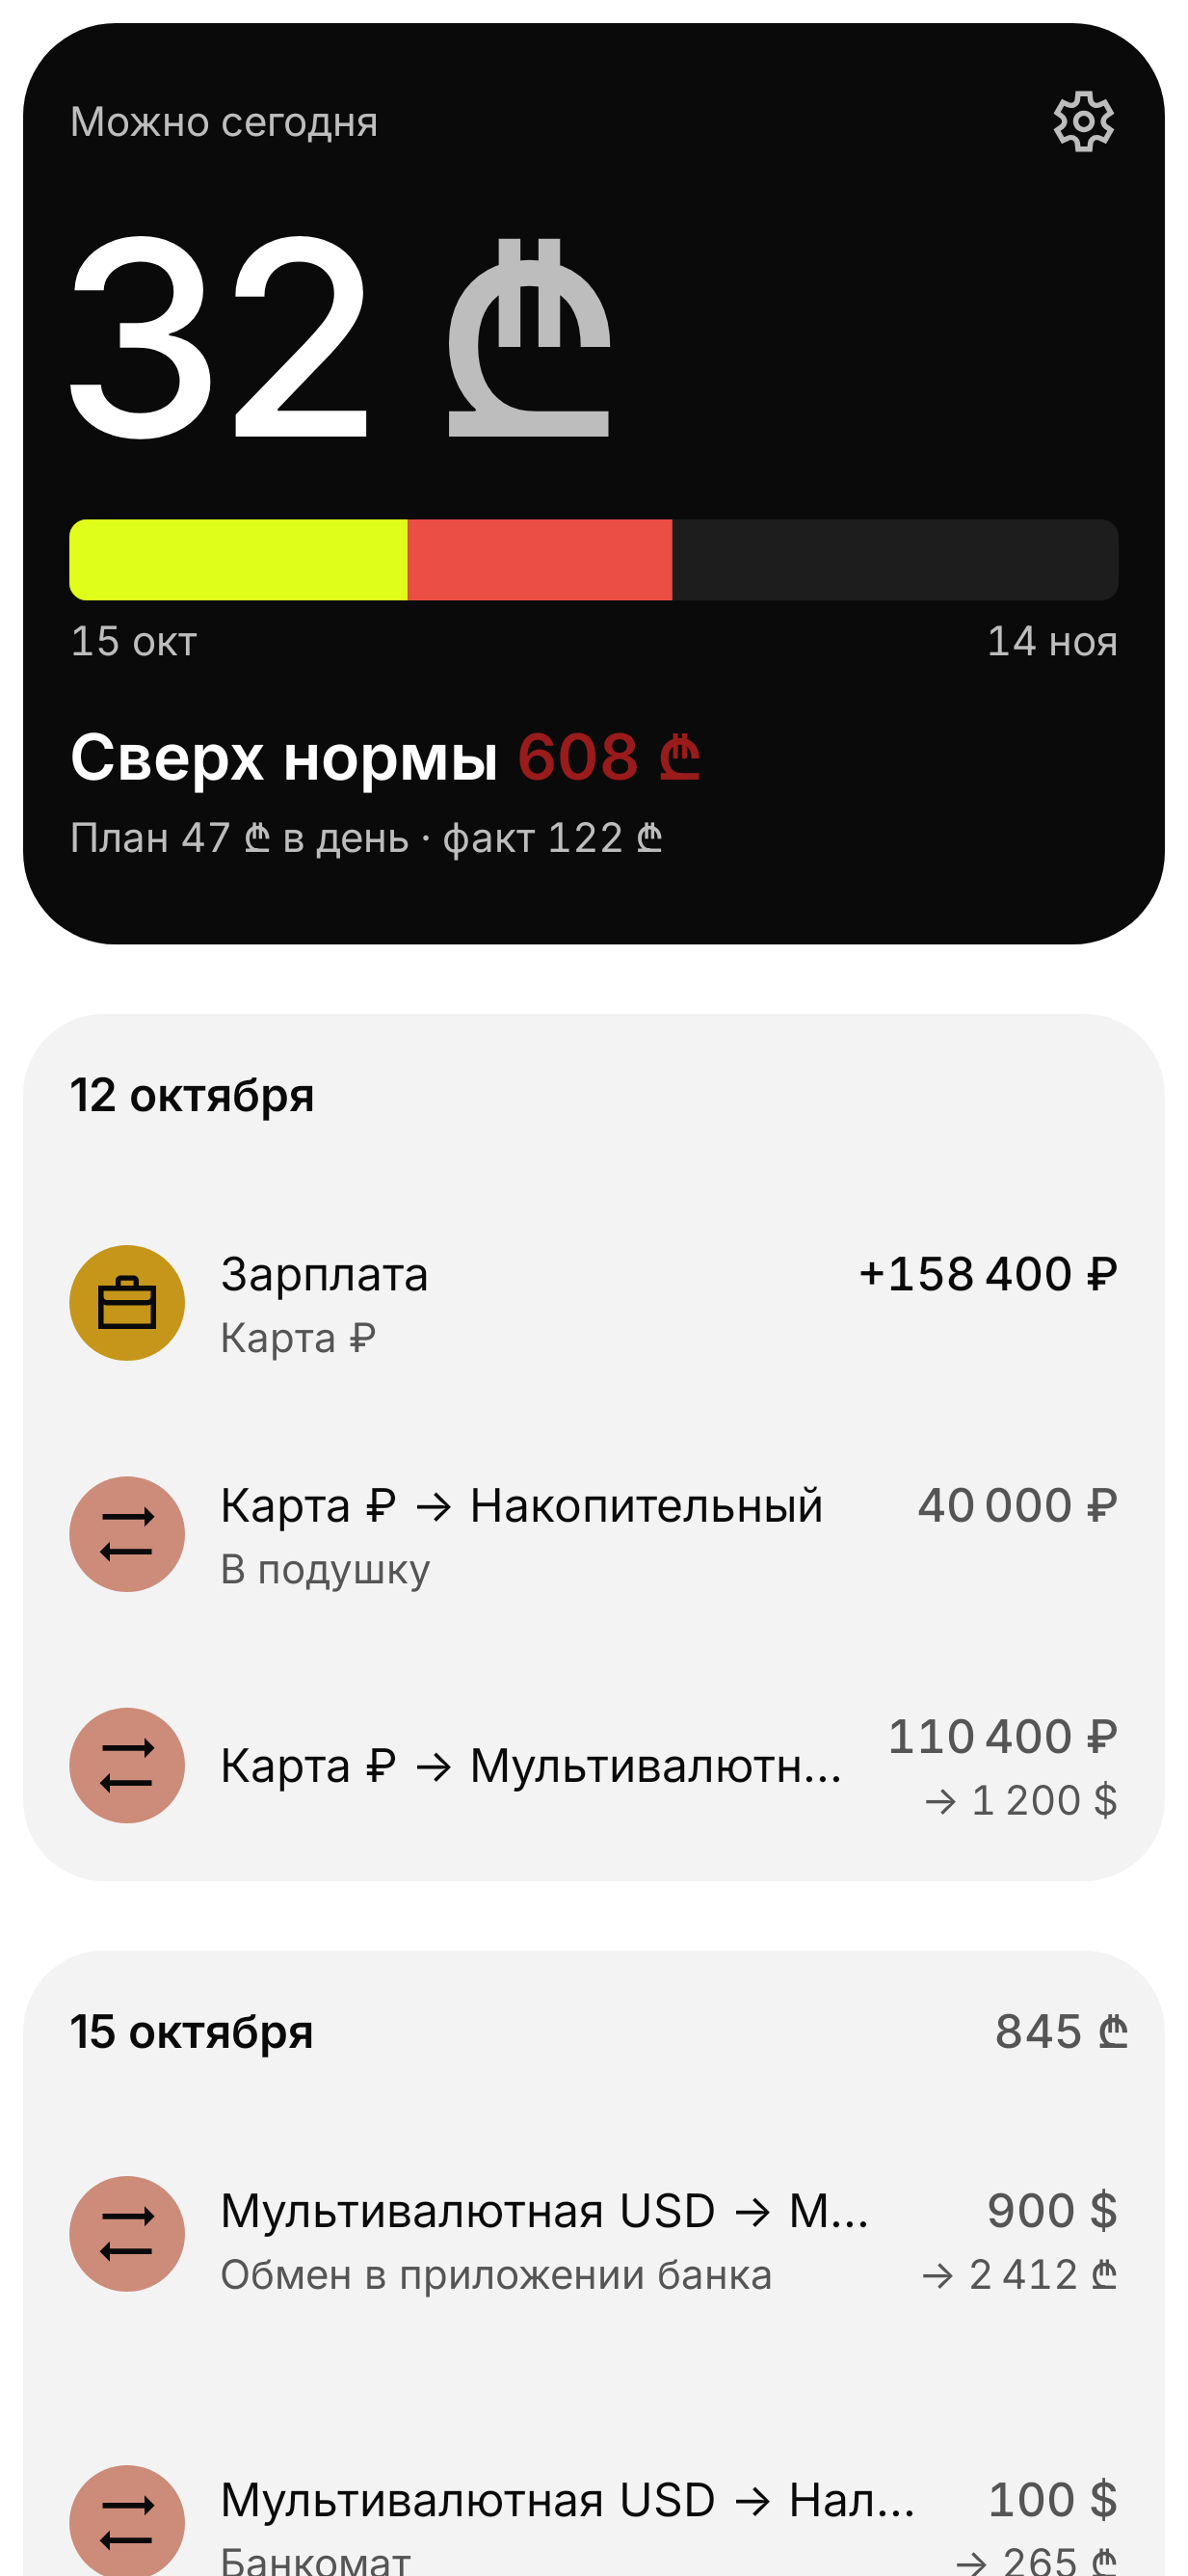 Можно сегодня
32 ₾
15 окт 14 ноя
Сверх нормы 608 ₾
План 47 ₾ в день · факт 122 ₾
12 октября
Зарплата +158 400 ₽
Карта ₽
Карта ₽ → Накопительный 40 000 ₽
В подушку
Карта ₽ → Мультивалютн... 110 400 ₽
→ 1 200 $
15 октября 845 ₾
Мультивалютная USD → М... 900 $
Обмен в приложении банка → 2 412 ₾
Мультивалютная USD → Нал... 100 $
Банкомат → 265 ₾